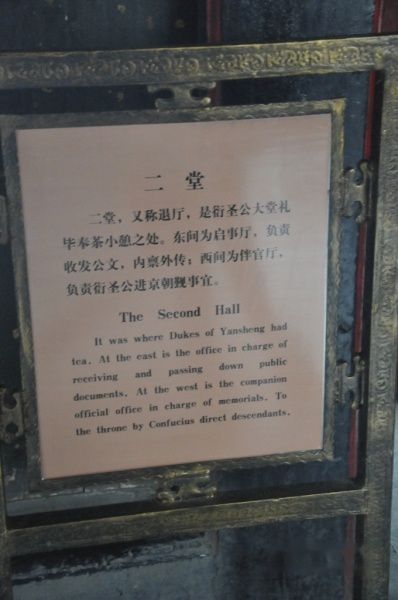 二 堂
二堂，又称退厅，是衍圣公大堂礼
毕奉茶小憩之处。东间为启事厅，负责
收发公文，内禀外传；西间为伴官厅，
负责衍圣公进京朝觐事宜。
The Second Hall
It was where Dukes of Yansheng had
tea. At the east is the office in charge of
receiving and passing down public
documents. At the west is the companion
official office in charge of memorials. To
the throne by Confucius direct descendants.